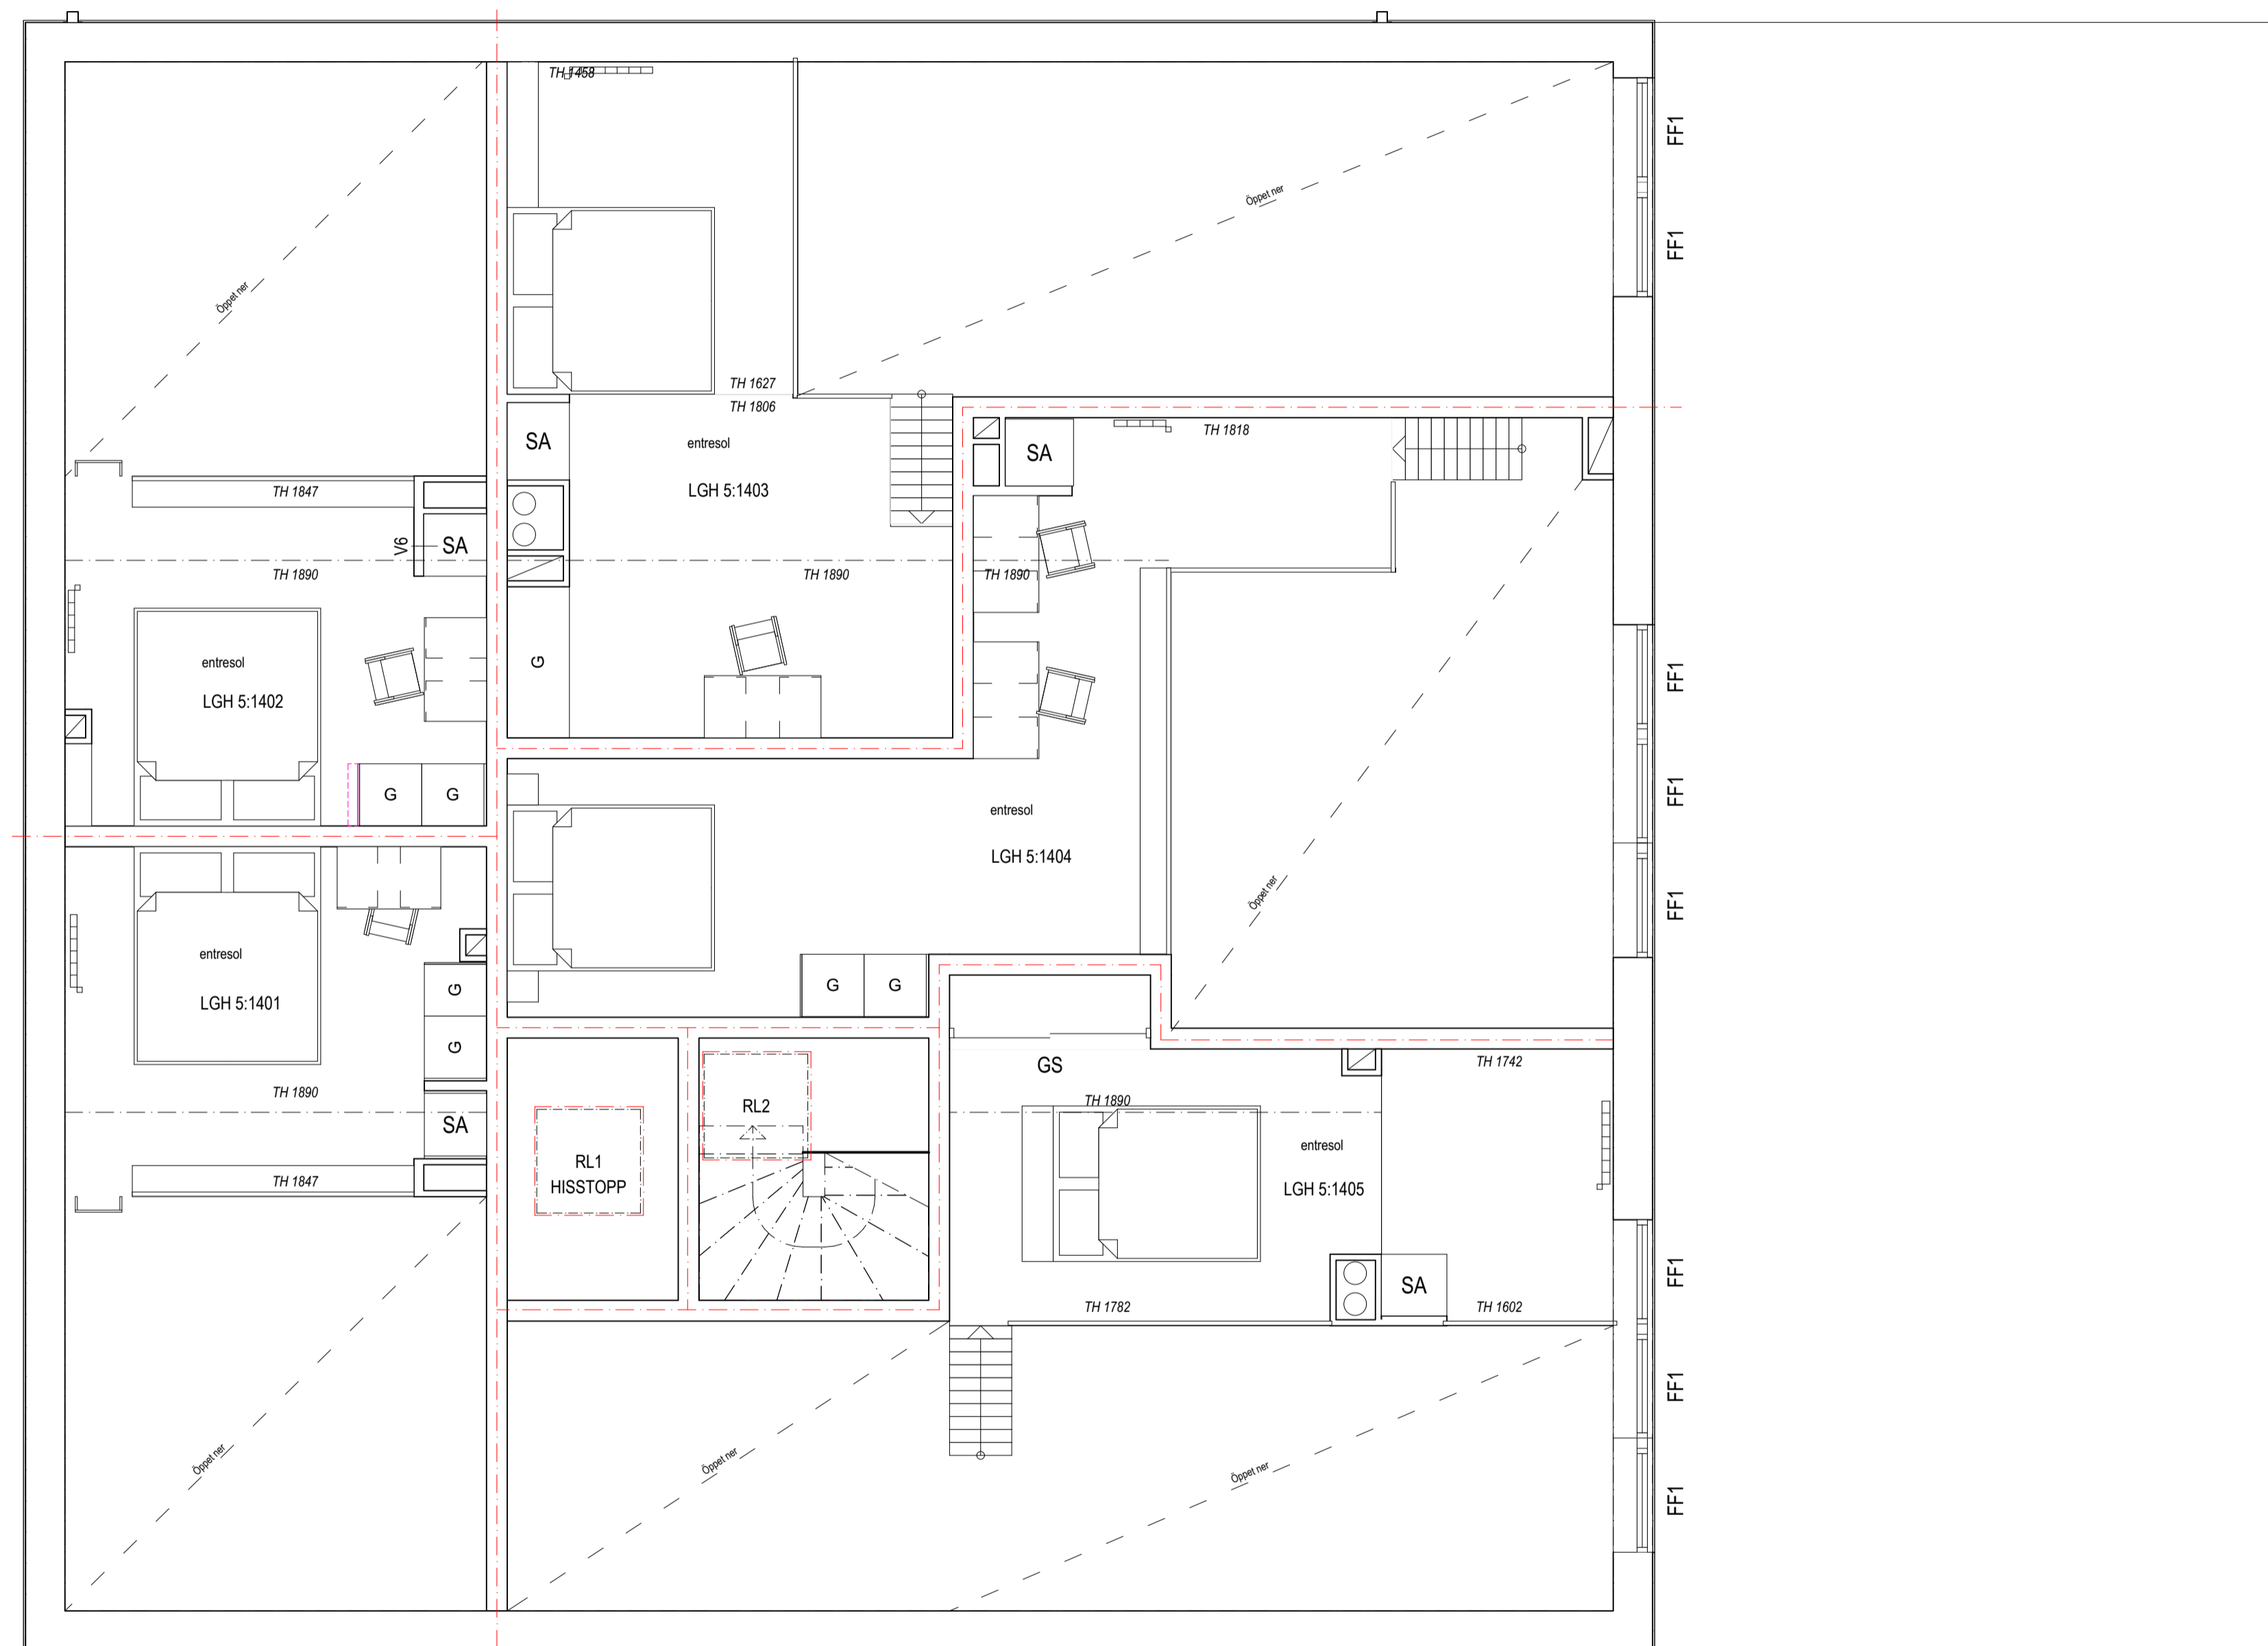 TH 1458
FF1
Öppet ner
FF1
Öppet ner
TH 1627
TH 1806
SA
entresol
LGH 5:1403
TH 1818
SA
TH 1847
V6
SA
TH 1890
TH 1890
TH 1890
G
entresol
LGH 5:1402
FF1
G
G
FF1
entresol
LGH 5:1404
Öppet ner
FF1
entresol
LGH 5:1401
G
G
G
G
TH 1890
SA
TH 1847
RL1
HISSTOPP
RL2
GS
TH 1742
TH 1890
entresol
LGH 5:1405
FF1
SA
TH 1782
TH 1602
FF1
Öppet ner
Öppet ner
Öppet ner
FF1